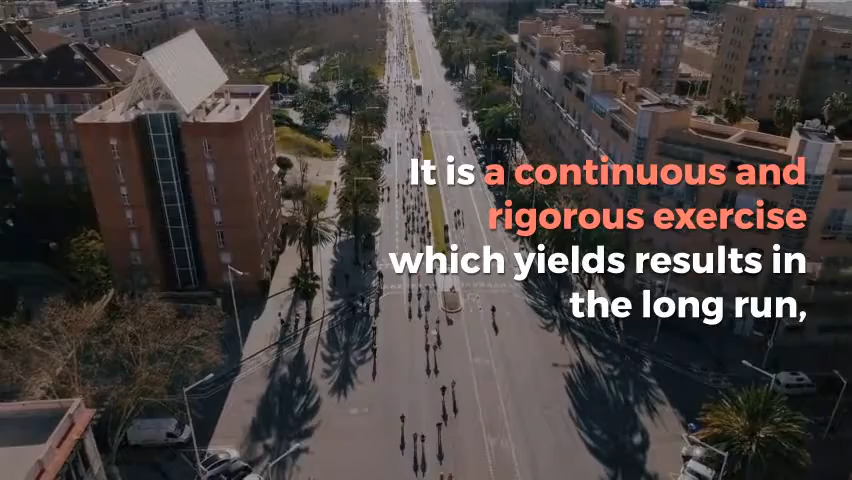 It is a continuous and
rigorous exercise
which yields results in
the long run,